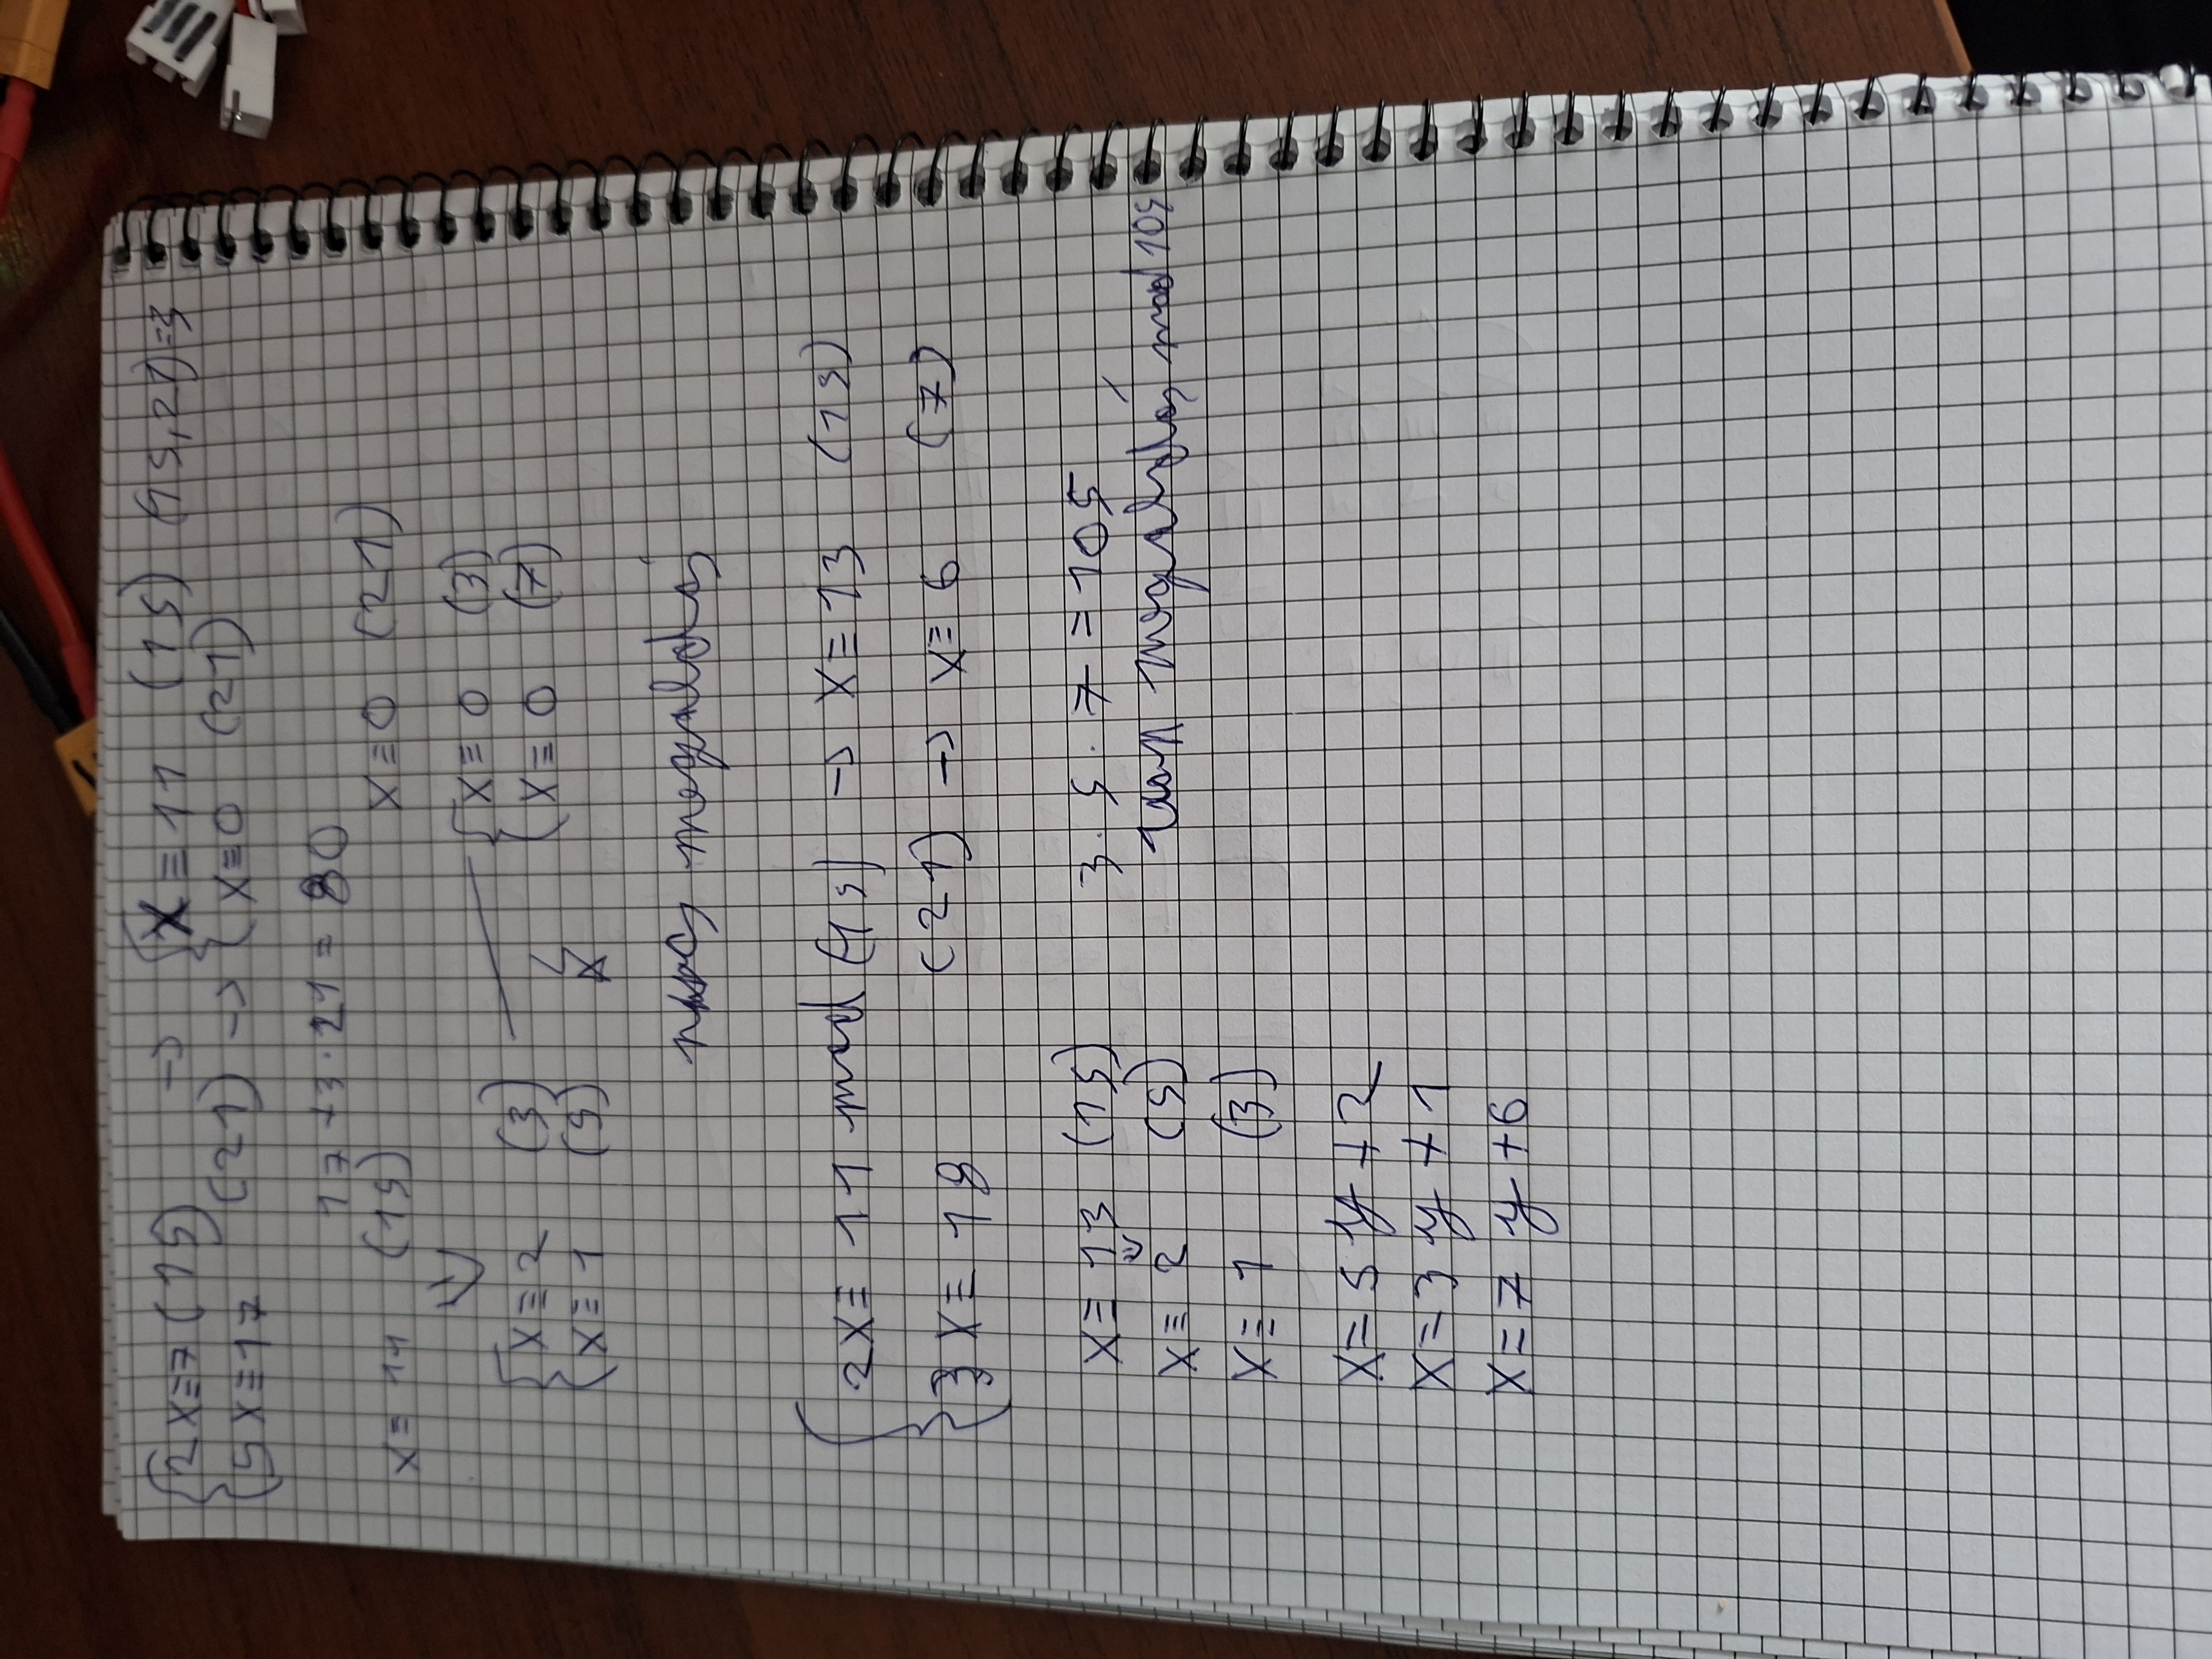 {2x≡7 (15) -> {x≡11 (15) (15,21)=3
{5x≡17 (21) -> {x≡0 (21)
17+3·21=80
x≡11 (15) x≡0 (21)
⇓
{x≡0 (3)
{x≡2 (3) {x≡0 (7)
{x≡1 (5)
nincs megoldás
{2x≡11 mod (15) -> x≡13 (15)
{3x≡18 (21) -> x≡6 (7)
x≡13 (15) 3·5·7=105
x≡2 (5) van megoldás mod 105
x≡1 (3)
x=5y+2
x=3y+1
x=7y+6